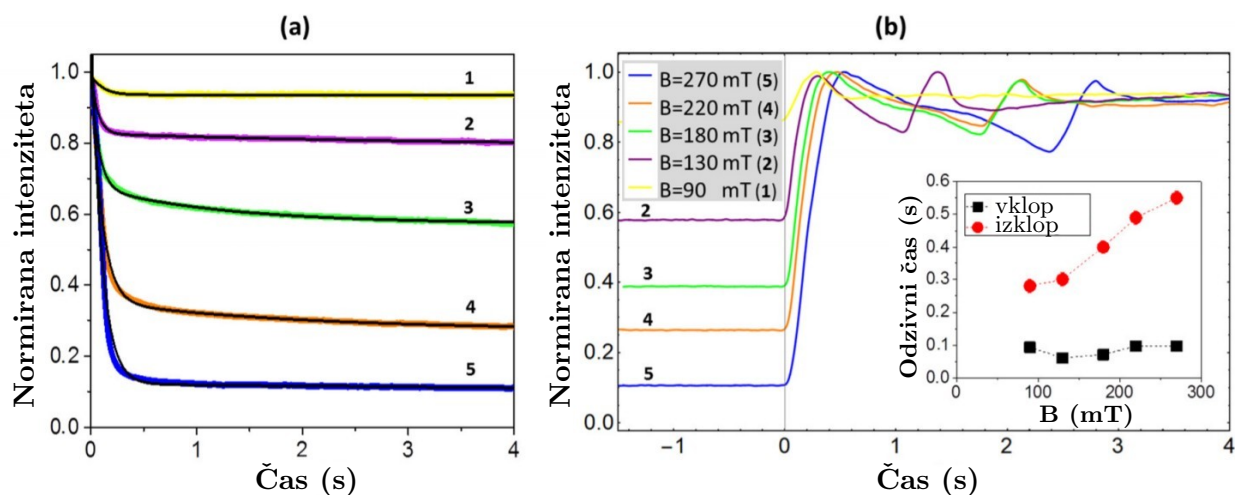 (a)
Normirana intenziteta
1.0
0.8
0.6
0.4
0.2
0.0
1
2
3
4
5
0 1 2 3 4
Čas (s)
(b)
Normirana intenziteta
1.0
0.8
0.6
0.4
0.2
0.0
B=270 mT (5)
B=220 mT (4)
B=180 mT (3)
B=130 mT (2)
B=90 mT (1)
2
3
4
5
−1 0 1 2 3 4
Čas (s)
Odzivni čas (s)
0.6
0.5
0.4
0.3
0.2
0.1
0.0
vklop
izklop
0 100 200 300
B (mT)